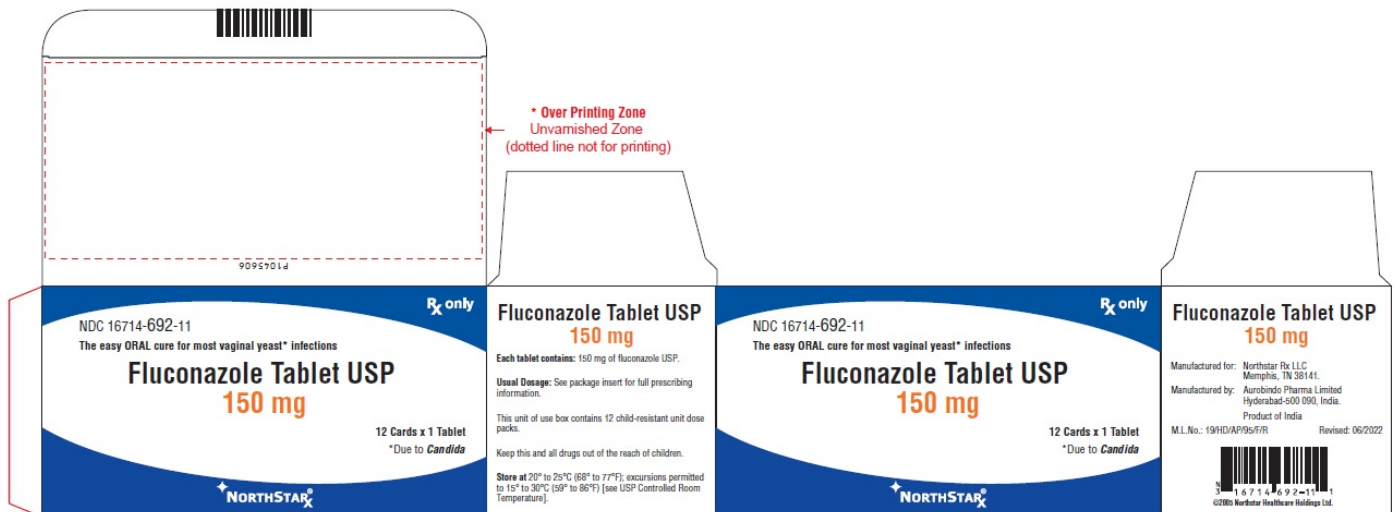 * Over Printing Zone
Unvarnished Zone
(dotted line not for printing)
P1045606
Rx only
NDC 16714-692-11
The easy ORAL cure for most vaginal yeast* infections
Fluconazole Tablet USP
150 mg
12 Cards x 1 Tablet
*Due to Candida
NORTHSTARx®
Fluconazole Tablet USP
150 mg
Each tablet contains: 150 mg of fluconazole USP.
Usual Dosage: See package insert for full prescribing
information.
This unit of use box contains 12 child-resistant unit dose
packs.
Keep this and all drugs out of the reach of children.
Store at 20° to 25°C (68° to 77°F); excursions permitted
to 15° to 30°C (59° to 86°F) [see USP Controlled Room
Temperature].
Rx only
NDC 16714-692-11
The easy ORAL cure for most vaginal yeast* infections
Fluconazole Tablet USP
150 mg
12 Cards x 1 Tablet
*Due to Candida
NORTHSTARx®
Fluconazole Tablet USP
150 mg
Manufactured for: Northstar Rx LLC
Memphis, TN 38141.
Manufactured by: Aurobindo Pharma Limited
Hyderabad-500 090, India.
Product of India
M.L.No.: 19/HD/AP/95/F/R Revised: 06/2022
N
3 16714-692-11 1
©2005 Northstar Healthcare Holdings Ltd.